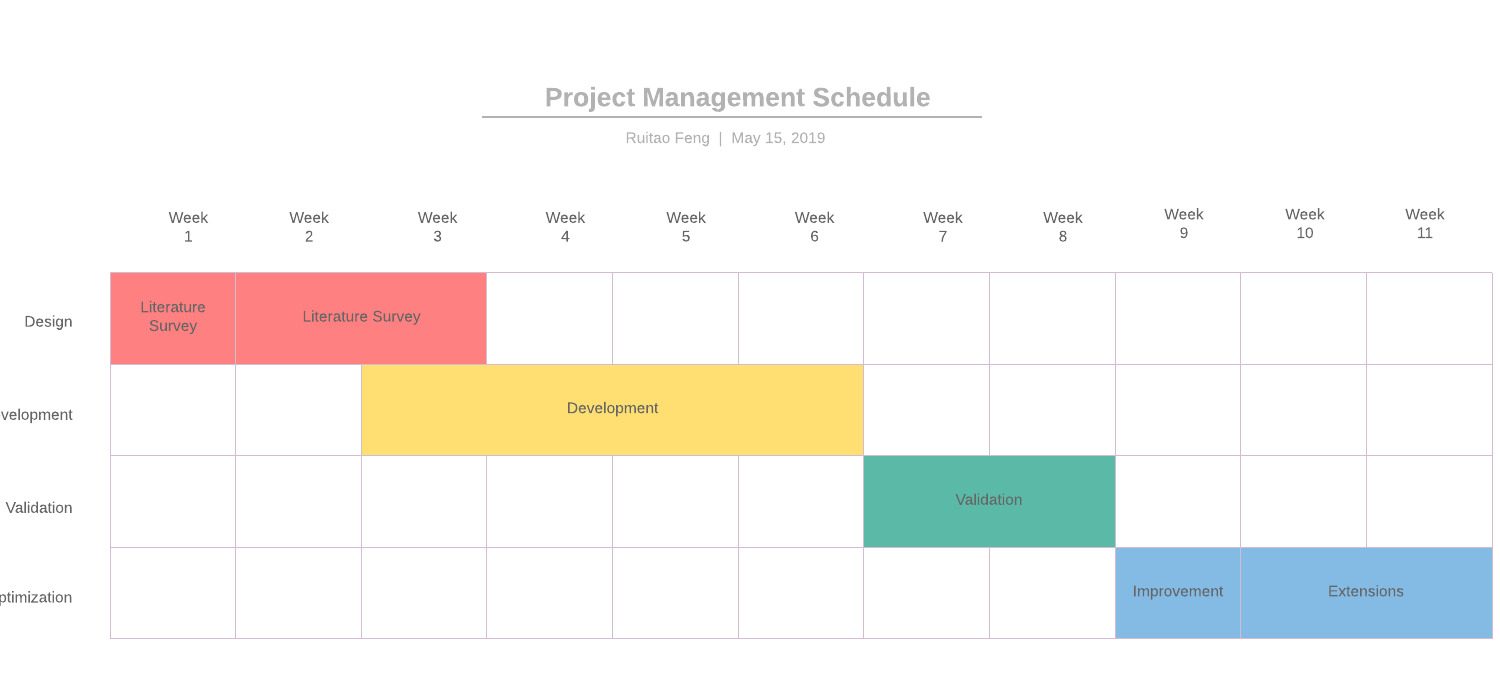 Project Management Schedule
Ruitao Feng | May 15, 2019
Week Week Week Week Week Week Week Week Week Week Week
1 2 3 4 5 6 7 8 9 10 11
Design
Literature
Survey
Literature Survey
velopment
Development
Validation
Validation
ptimization
Improvement
Extensions